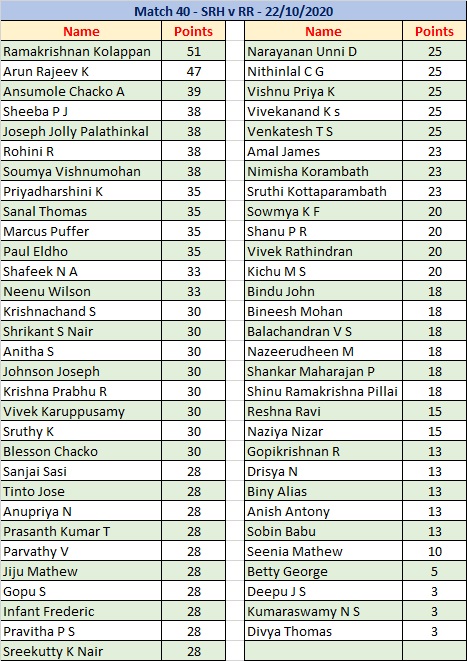 Match 40 - SRH v RR - 22/10/2020
Name Points Name Points
Ramakrishnan Kolappan 51 Narayanan Unni D 25
Arun Rajeev K 47 Nithinlal C G 25
Ansumole Chacko A 39 Vishnu Priya K 25
Sheeba P J 38 Vivekanand K s 25
Joseph Jolly Palathinkal 38 Venkatesh T S 25
Rohini R 38 Amal James 23
Soumya Vishnumohan 38 Nimisha Korambath 23
Priyadharshini K 35 Sruthi Kottaparambath 23
Sanal Thomas 35 Sowmya K F 20
Marcus Puffer 35 Shanu P R 20
Paul Eldho 35 Vivek Rathindran 20
Shafeek N A 33 Kichu M S 20
Neenu Wilson 33 Bindu John 18
Krishnachand S 30 Bineesh Mohan 18
Shrikant S Nair 30 Balachandran V S 18
Anitha S 30 Nazeerudheen M 18
Johnson Joseph 30 Shankar Maharajan P 18
Krishna Prabhu R 30 Shinu Ramakrishna Pillai 18
Vivek Karuppusamy 30 Reshna Ravi 15
Sruthy K 30 Naziya Nizar 15
Blesson Chacko 30 Gopikrishnan R 13
Sanjai Sasi 28 Drisya N 13
Tinto Jose 28 Biny Alias 13
Anupriya N 28 Anish Antony 13
Prasanth Kumar T 28 Sobin Babu 13
Parvathy V 28 Seenia Mathew 10
Jiju Mathew 28 Betty George 5
Gopu S 28 Deepu J S 3
Infant Frederic 28 Kumaraswamy N S 3
Pravitha P S 28 Divya Thomas 3
Sreekutty K Nair 28